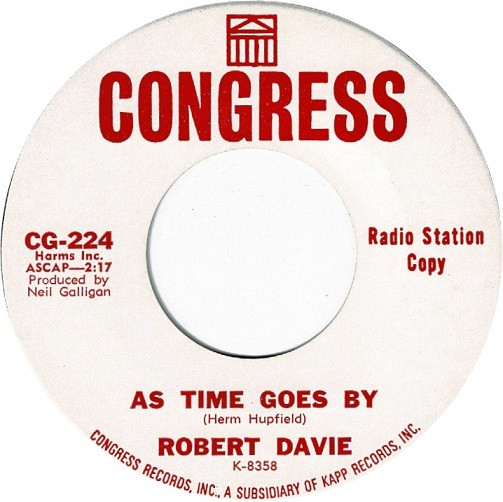 CONGRESS
CG-224
Harms Inc.
ASCAP—2:17
Produced by
Neil Galligan
Radio Station
Copy
AS TIME GOES BY
(Herm Hupfield)
ROBERT DAVIE
K-8358
CONGRESS RECORDS, INC., A SUBSIDIARY OF KAPP RECORDS, INC.